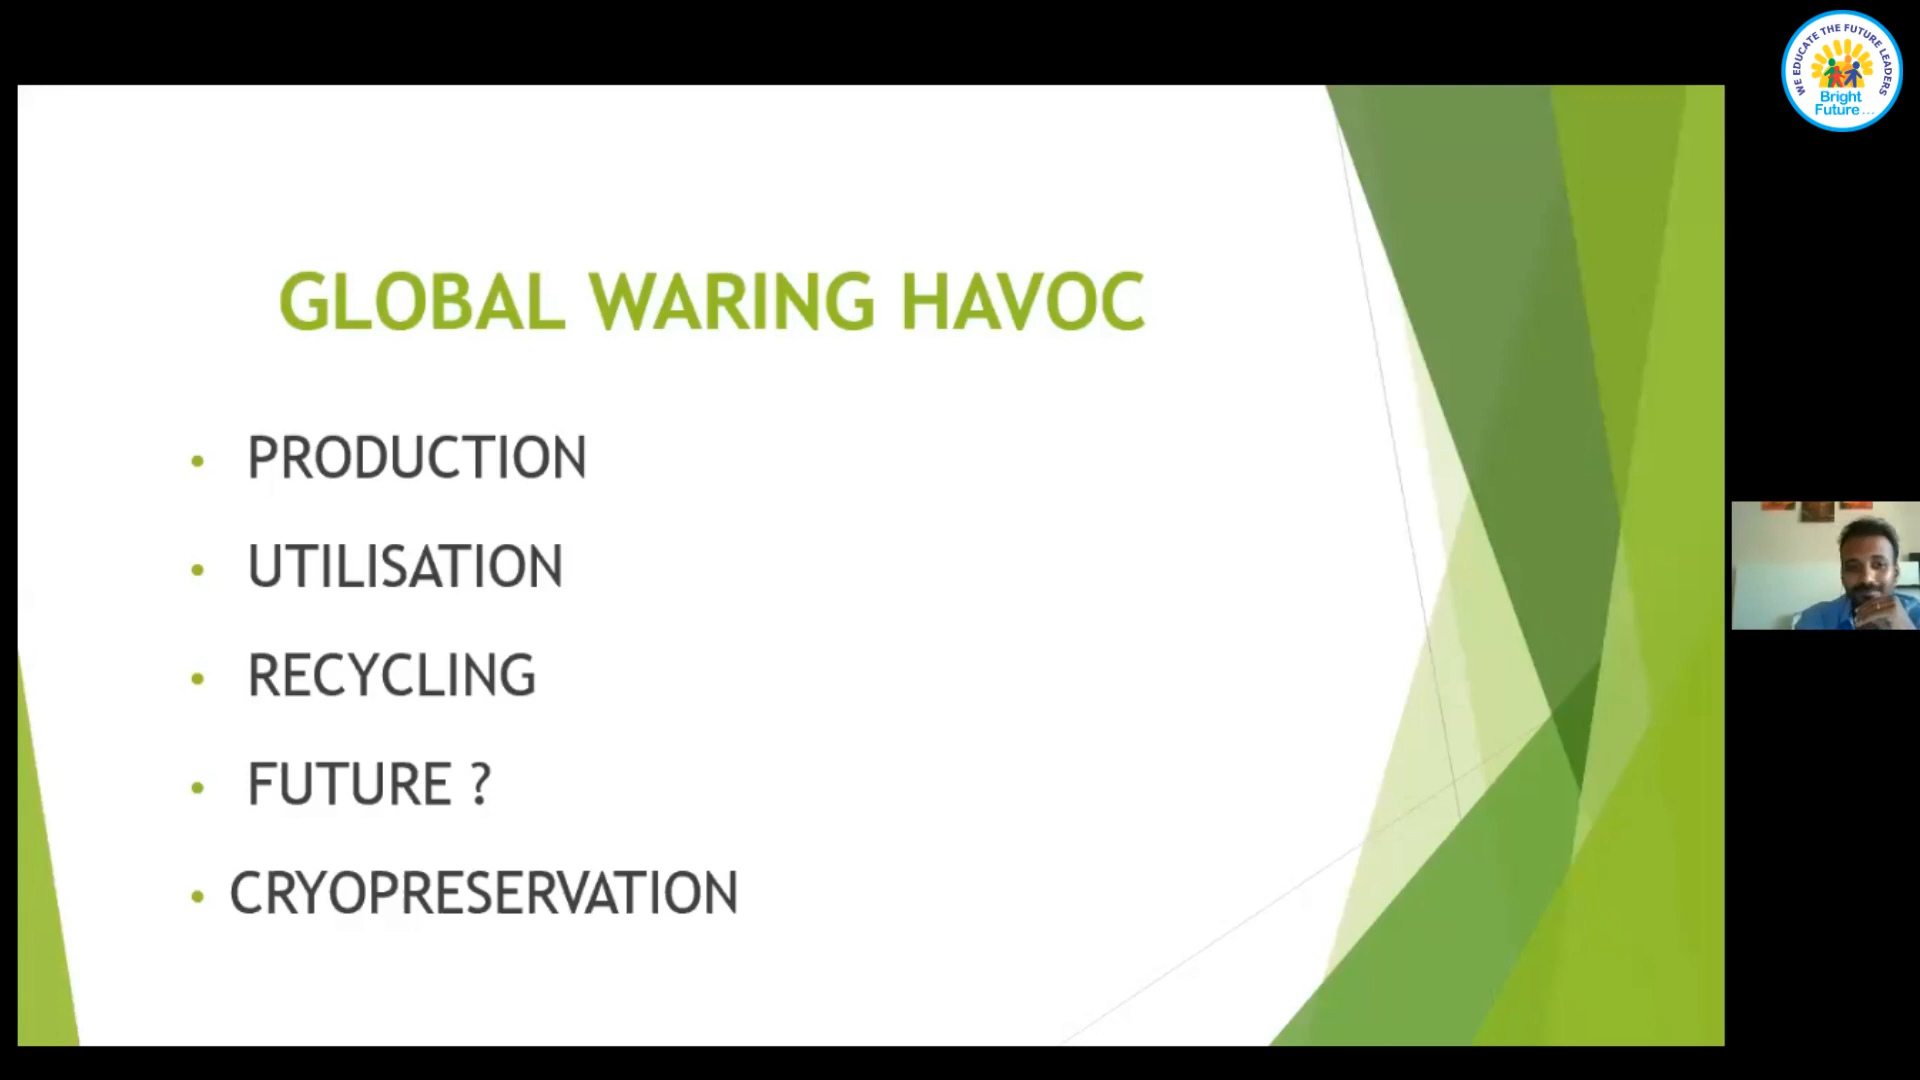 WE EDUCATE THE FUTURE LEADERS
Bright
Future...
GLOBAL WARING HAVOC
• PRODUCTION
• UTILISATION
• RECYCLING
• FUTURE ?
• CRYOPRESERVATION